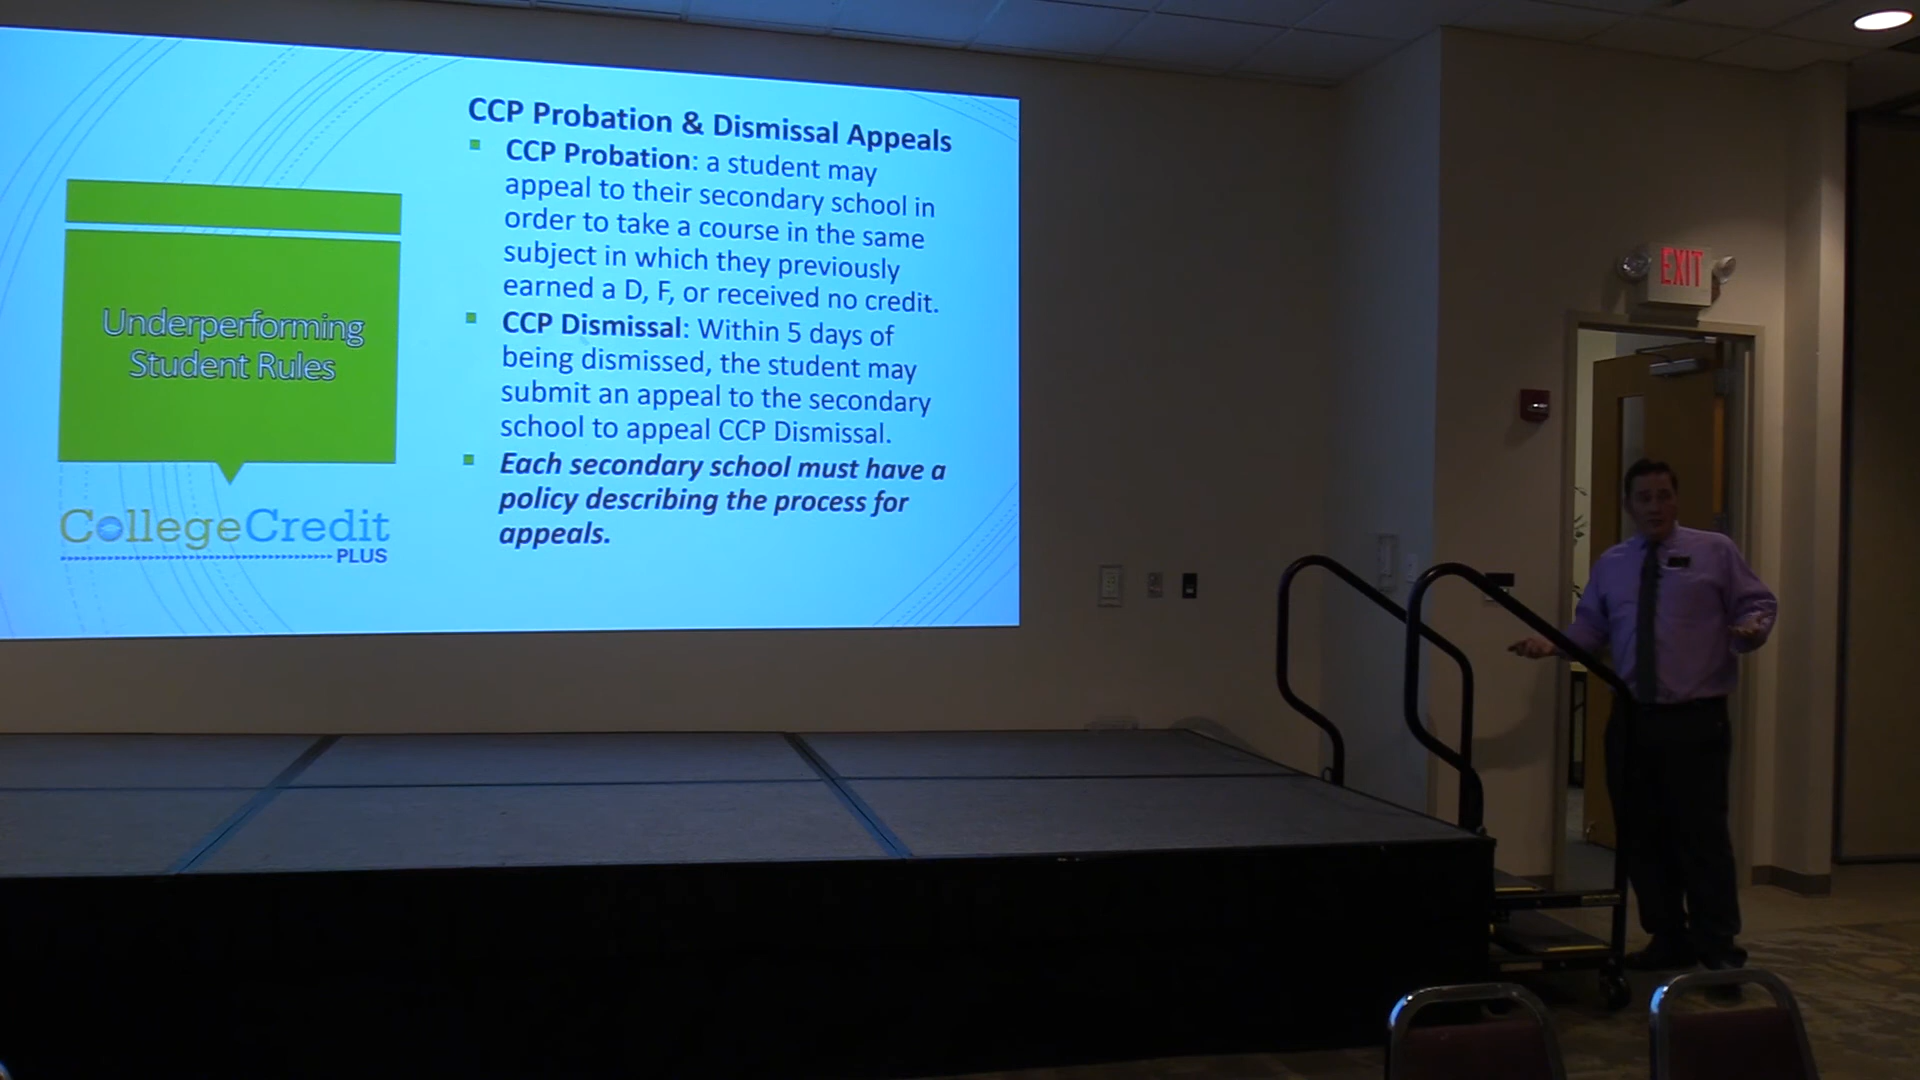 CCP Probation & Dismissal Appeals
CCP Probation: a student may
appeal to their secondary school in
order to take a course in the same
subject in which they previously
earned a D, F, or received no credit.
CCP Dismissal: Within 5 days of
being dismissed, the student may
submit an appeal to the secondary
school to appeal CCP Dismissal.
Each secondary school must have a
policy describing the process for
appeals.
Underperforming
Student Rules
CollegeCredit
PLUS
EXIT